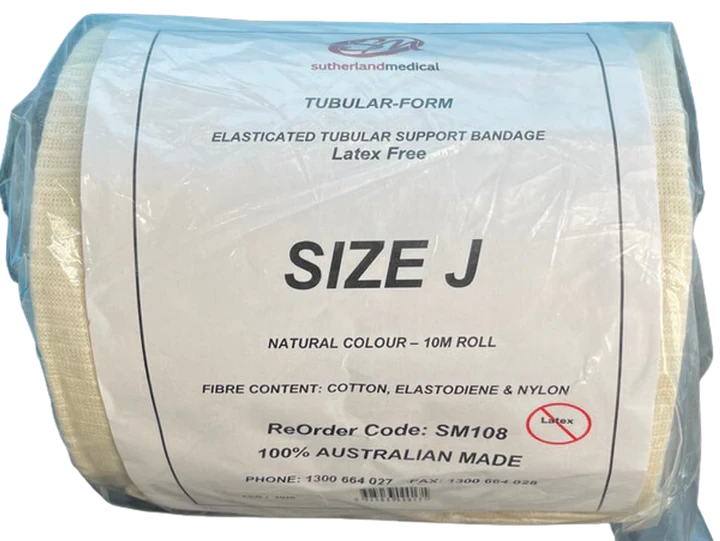 sutherlandmedical
TUBULAR-FORM
ELASTICATED TUBULAR SUPPORT BANDAGE
Latex Free
SIZE J
NATURAL COLOUR – 10M ROLL
FIBRE CONTENT: COTTON, ELASTODIENE & NYLON
Latex
ReOrder Code: SM108
100% AUSTRALIAN MADE
PHONE: 1300 664 027 FAX: 1300 664 028